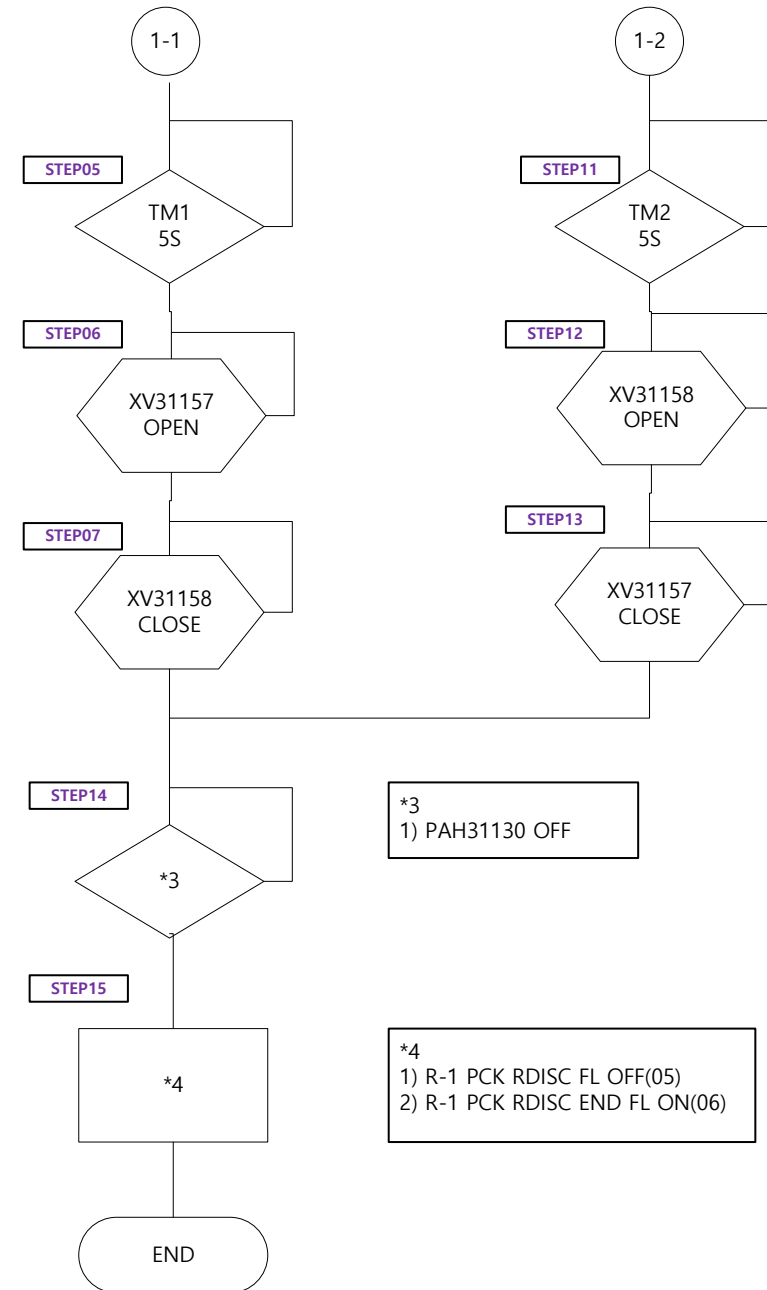 1-1
1-2
STEP05
TM1
5S
STEP11
TM2
5S
STEP06
XV31157
OPEN
STEP12
XV31158
OPEN
STEP07
XV31158
CLOSE
STEP13
XV31157
CLOSE
STEP14
*3
*3
1) PAH31130 OFF
STEP15
*4
*4
1) R-1 PCK RDISC FL OFF(05)
2) R-1 PCK RDISC END FL ON(06)
END